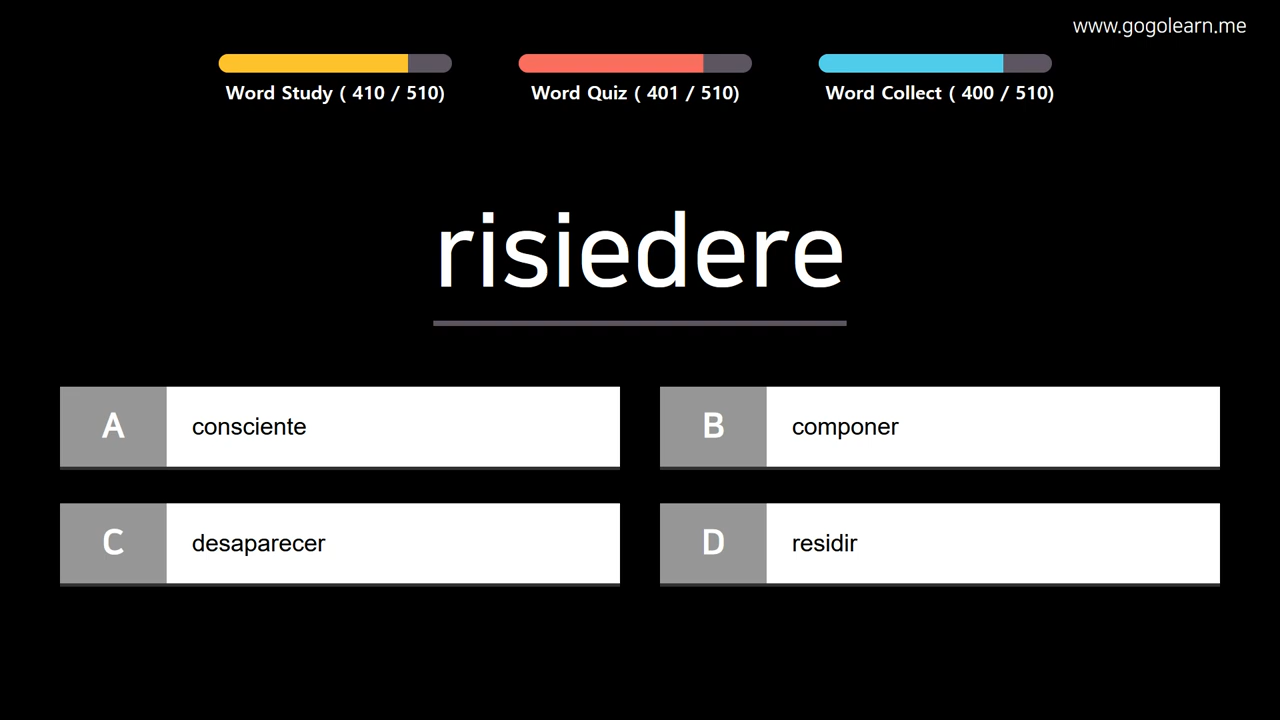 www.gogolearn.me
Word Study ( 410 / 510)
Word Quiz ( 401 / 510)
Word Collect ( 400 / 510)
risiedere
A consciente
B componer
C desaparecer
D residir